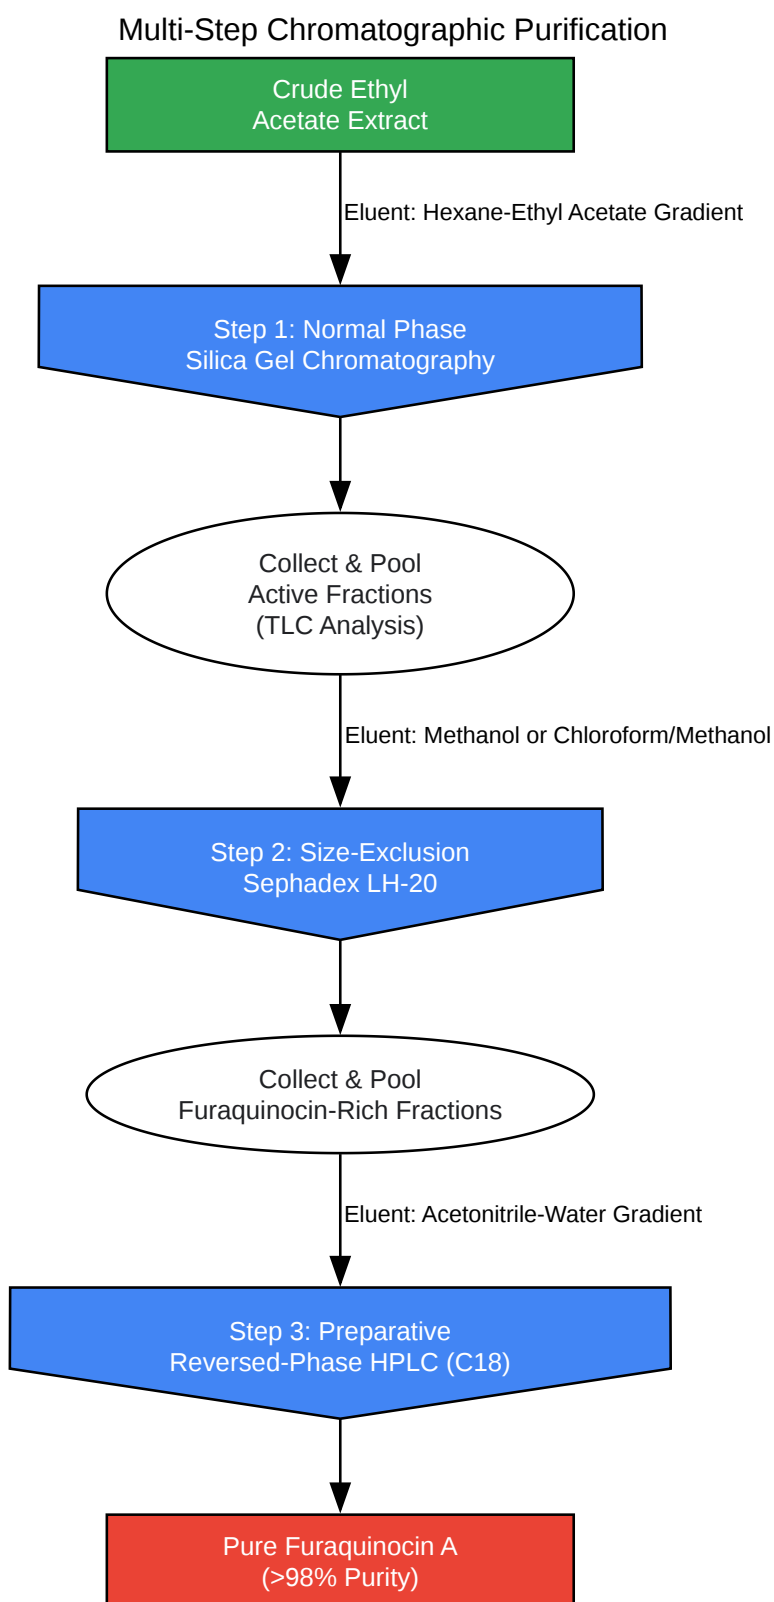 Multi-Step Chromatographic Purification
Crude Ethyl
Acetate Extract
Eluent: Hexane-Ethyl Acetate Gradient
Step 1: Normal Phase
Silica Gel Chromatography
Collect & Pool
Active Fractions
(TLC Analysis)
Eluent: Methanol or Chloroform/Methanol
Step 2: Size-Exclusion
Sephadex LH-20
Collect & Pool
Furaquinocin-Rich Fractions
Eluent: Acetonitrile-Water Gradient
Step 3: Preparative
Reversed-Phase HPLC (C18)
Pure Furaquinocin A
(>98% Purity)